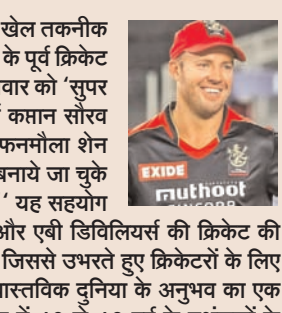 खेल तकनीक
के पूर्व क्रिकेट
वार को ‘सुपर
कप्तान सौरव
फनमौला शेन
बनाये जा चुके
‘ यह सहयोग
EXIDE
muthoot
और एबी डिविलियर्स की क्रिकेट की
जिससे उभरते हुए क्रिकेटरों के लिए
वास्तविक दुनिया के अनुभव का एक